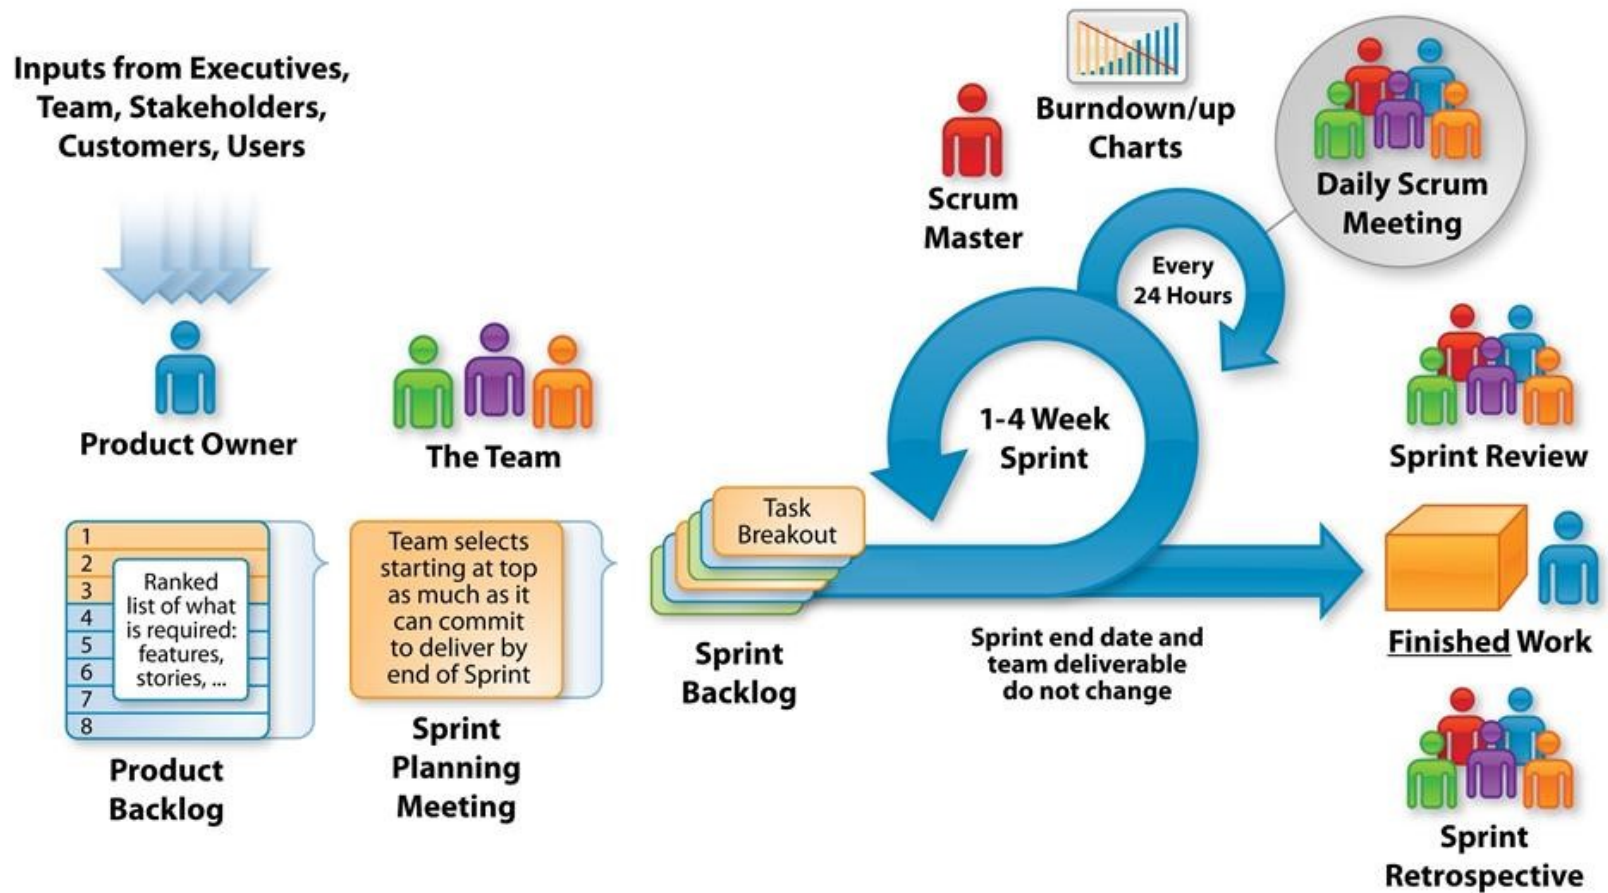 Inputs from Executives,
Team, Stakeholders,
Customers, Users
Product Owner
The Team
1
2
3
4
5
6
7
8
Ranked
list of what
is required:
features,
stories, ...
Product
Backlog
Team selects
starting at top
as much as it
can commit
to deliver by
end of Sprint
Sprint
Planning
Meeting
Task
Breakout
Sprint
Backlog
Scrum
Master
Burndown/up
Charts
Every
24 Hours
Daily Scrum
Meeting
1-4 Week
Sprint
Sprint end date and
team deliverable
do not change
Sprint Review
Finished Work
Sprint
Retrospective